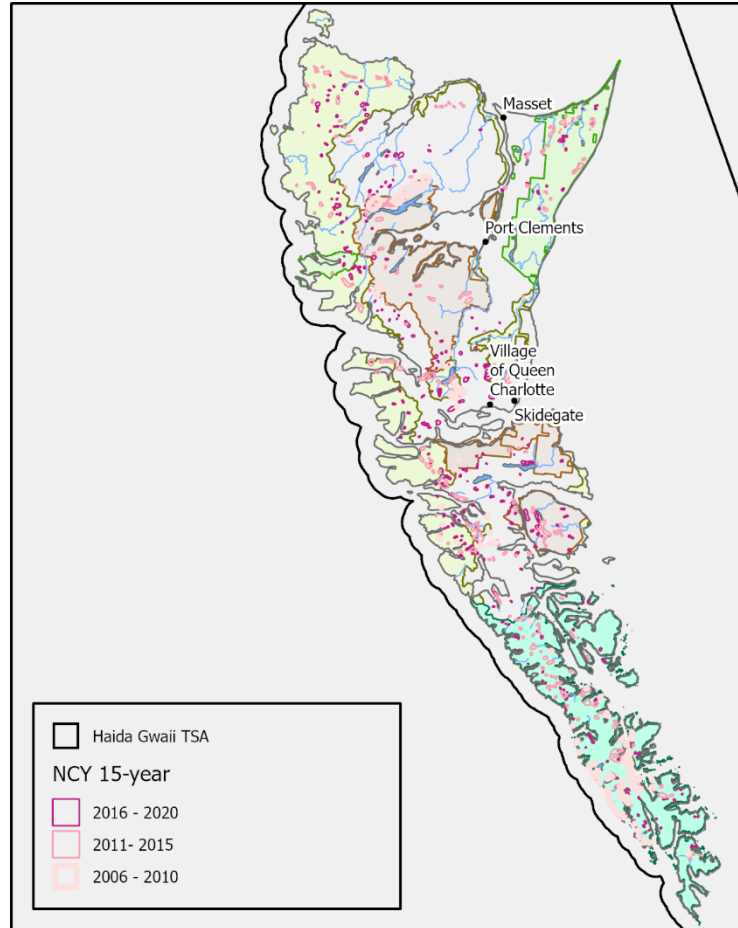 Masset
Port Clements
Village
of Queen
Charlotte
Skidegate
Haida Gwaii TSA
NCY 15-year
2016 - 2020
2011- 2015
2006 - 2010